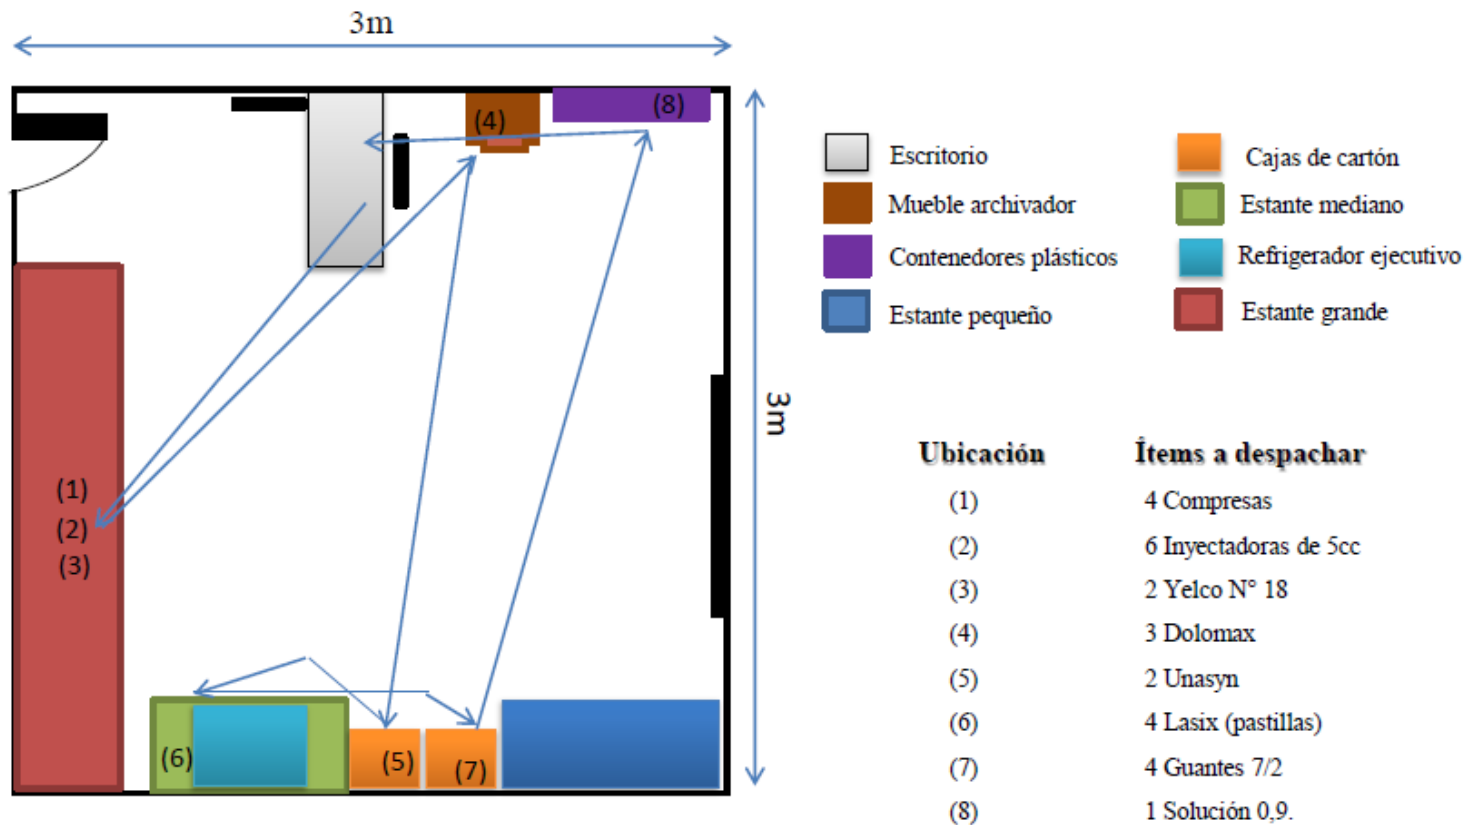 3m
(8)
(4)
Escritorio
Cajas de cartón
Mueble archivador
Estante mediano
Contenedores plásticos
Refrigerador ejecutivo
Estante pequeño
Estante grande
3m
(1)
(2)
(3)
(6)
(5)
(7)
Ubicación Ítems a despachar
(1) 4 Compresas
(2) 6 Inyectadoras de 5cc
(3) 2 Yelco N° 18
(4) 3 Dolomax
(5) 2 Unasyn
(6) 4 Lasix (pastillas)
(7) 4 Guantes 7/2
(8) 1 Solución 0,9.